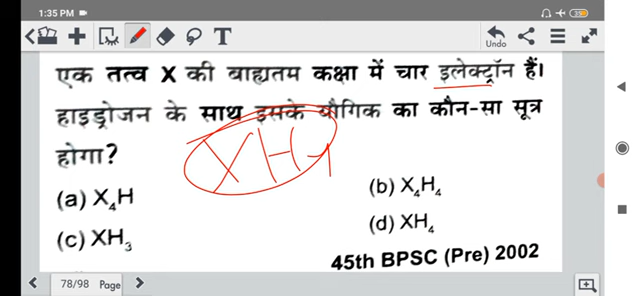 1:35 PM
35
T
Undo
एक तत्व X की बाह्यतम कक्षा में चार इलेक्ट्रॉन हैं।
हाइड्रोजन के साथ इसके यौगिक का कौन-सा सूत्र
होगा?
XH4
(a) X₄H
(b) X₄H₄
(c) XH₃
(d) XH₄
45th BPSC (Pre) 2002
78/98